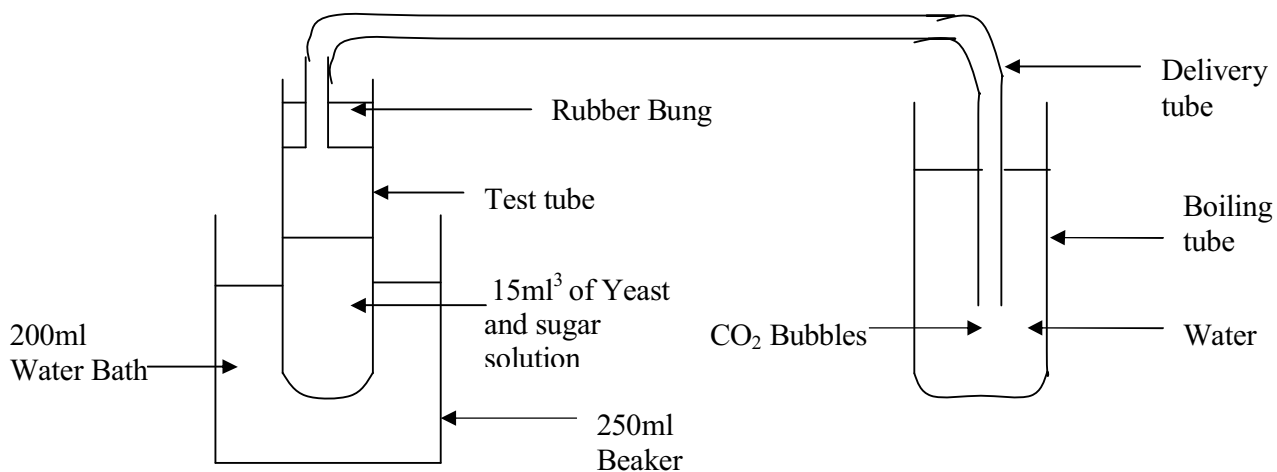 Delivery
tube
Rubber Bung
Test tube
Boiling
tube
15ml³ of Yeast
and sugar
solution
200ml
Water Bath
CO₂ Bubbles
Water
250ml
Beaker